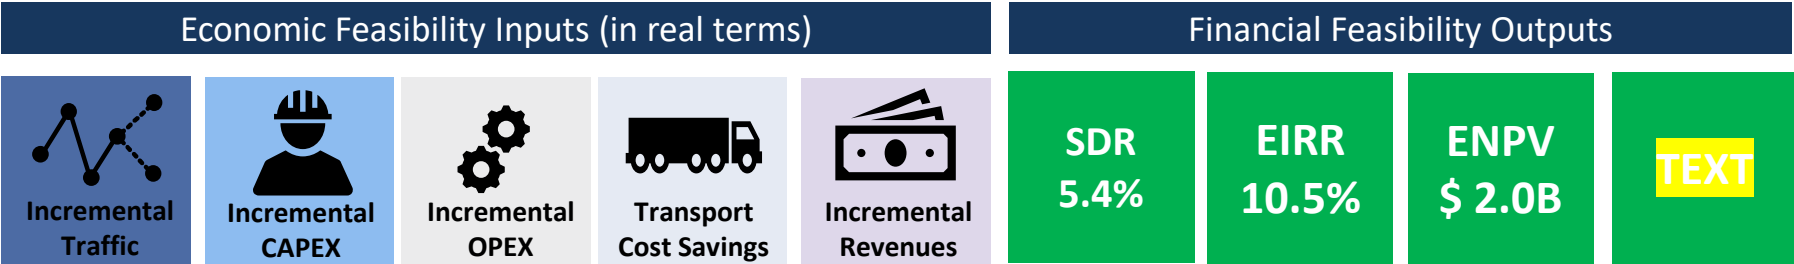 Economic Feasibility Inputs (in real terms)
Financial Feasibility Outputs
Incremental
Traffic
Incremental
CAPEX
Incremental
OPEX
Transport
Cost Savings
Incremental
Revenues
SDR
5.4%
EIRR
10.5%
ENPV
$ 2.0B
TEXT